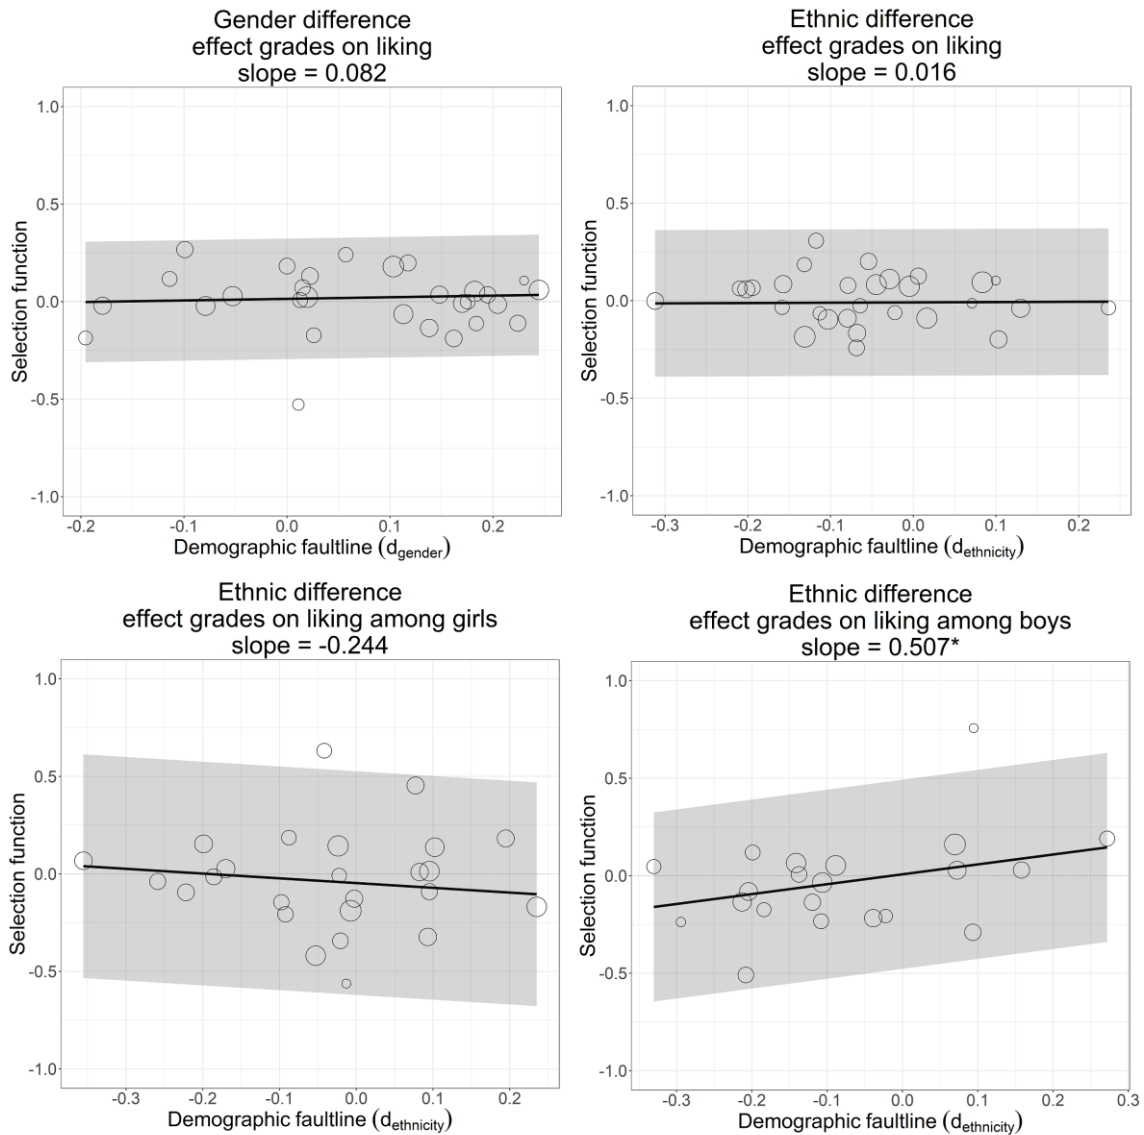 Gender difference
effect grades on liking
slope = 0.082
1.0
0.5
0.0
-0.5
-1.0
Selection function
-0.2 -0.1 0.0 0.1 0.2
Demographic faultline (dgender)
Ethnic difference
effect grades on liking
slope = 0.016
1.0
0.5
0.0
-0.5
-1.0
Selection function
-0.3 -0.2 -0.1 0.0 0.1 0.2
Demographic faultline (dethnicity)
Ethnic difference
effect grades on liking among girls
slope = -0.244
1.0
0.5
0.0
-0.5
-1.0
Selection function
-0.3 -0.2 -0.1 0.0 0.1 0.2
Demographic faultline (dethnicity)
Ethnic difference
effect grades on liking among boys
slope = 0.507*
1.0
0.5
0.0
-0.5
-1.0
Selection function
-0.3 -0.2 -0.1 0.0 0.1 0.2 0.3
Demographic faultline (dethnicity)